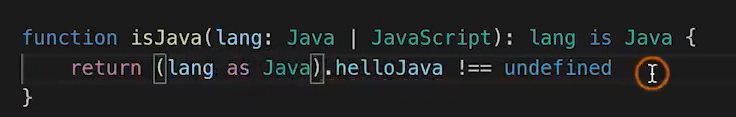 function isJava(lang: Java | JavaScript): lang is Java {
    return (lang as Java).helloJava !== undefined
}